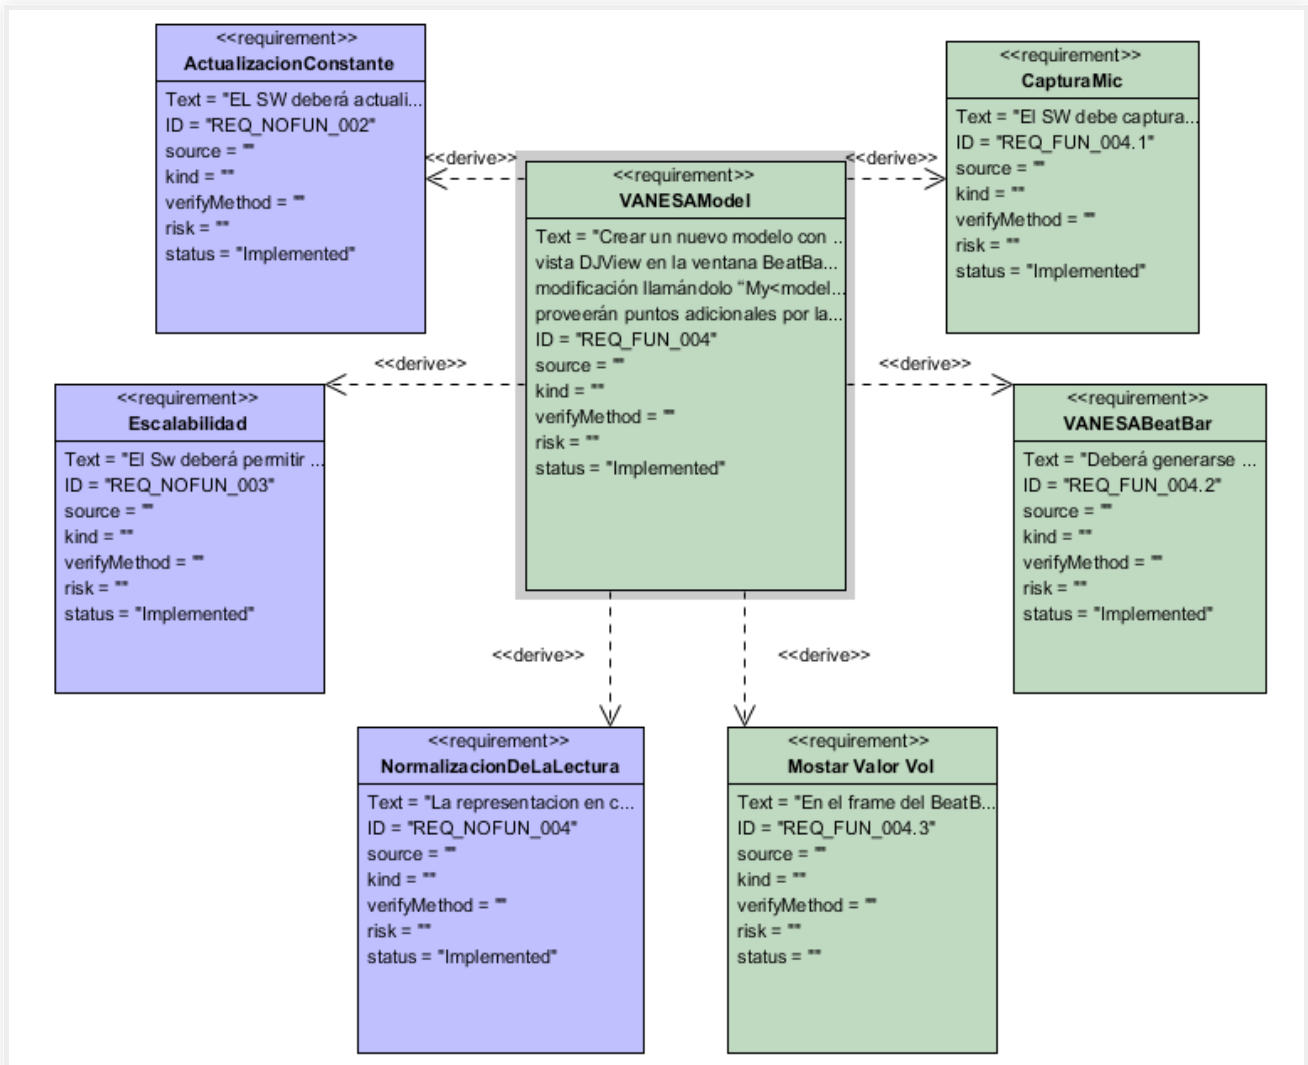 <<requirement>>
ActualizacionConstante
Text = "EL SW deberá actuali...
ID = "REQ_NOFUN_002"
source = ""
kind = ""
verifyMethod = ""
risk = ""
status = "Implemented"
<<requirement>>
CapturaMic
Text = "El SW debe captura...
ID = "REQ_FUN_004.1"
source = ""
kind = ""
verifyMethod = ""
risk = ""
status = "Implemented"
<<derive>>
<<derive>>
<<requirement>>
VANESAModel
Text = "Crear un nuevo modelo con ..
vista DJView en la ventana BeatBa...
modificación llamándolo “My<model...
proveerán puntos adicionales por la...
ID = "REQ_FUN_004"
source = ""
kind = ""
verifyMethod = ""
risk = ""
status = "Implemented"
<<derive>>
<<derive>>
<<requirement>>
Escalabilidad
Text = "El Sw deberá permitir ...
ID = "REQ_NOFUN_003"
source = ""
kind = ""
verifyMethod = ""
risk = ""
status = "Implemented"
<<requirement>>
VANESABeatBar
Text = "Deberá generarse ...
ID = "REQ_FUN_004.2"
source = ""
kind = ""
verifyMethod = ""
risk = ""
status = "Implemented"
<<derive>>
<<derive>>
<<requirement>>
NormalizacionDeLaLectura
Text = "La representacion en c...
ID = "REQ_NOFUN_004"
source = ""
kind = ""
verifyMethod = ""
risk = ""
status = "Implemented"
<<requirement>>
Mostar Valor Vol
Text = "En el frame del BeatB...
ID = "REQ_FUN_004.3"
source = ""
kind = ""
verifyMethod = ""
risk = ""
status = ""